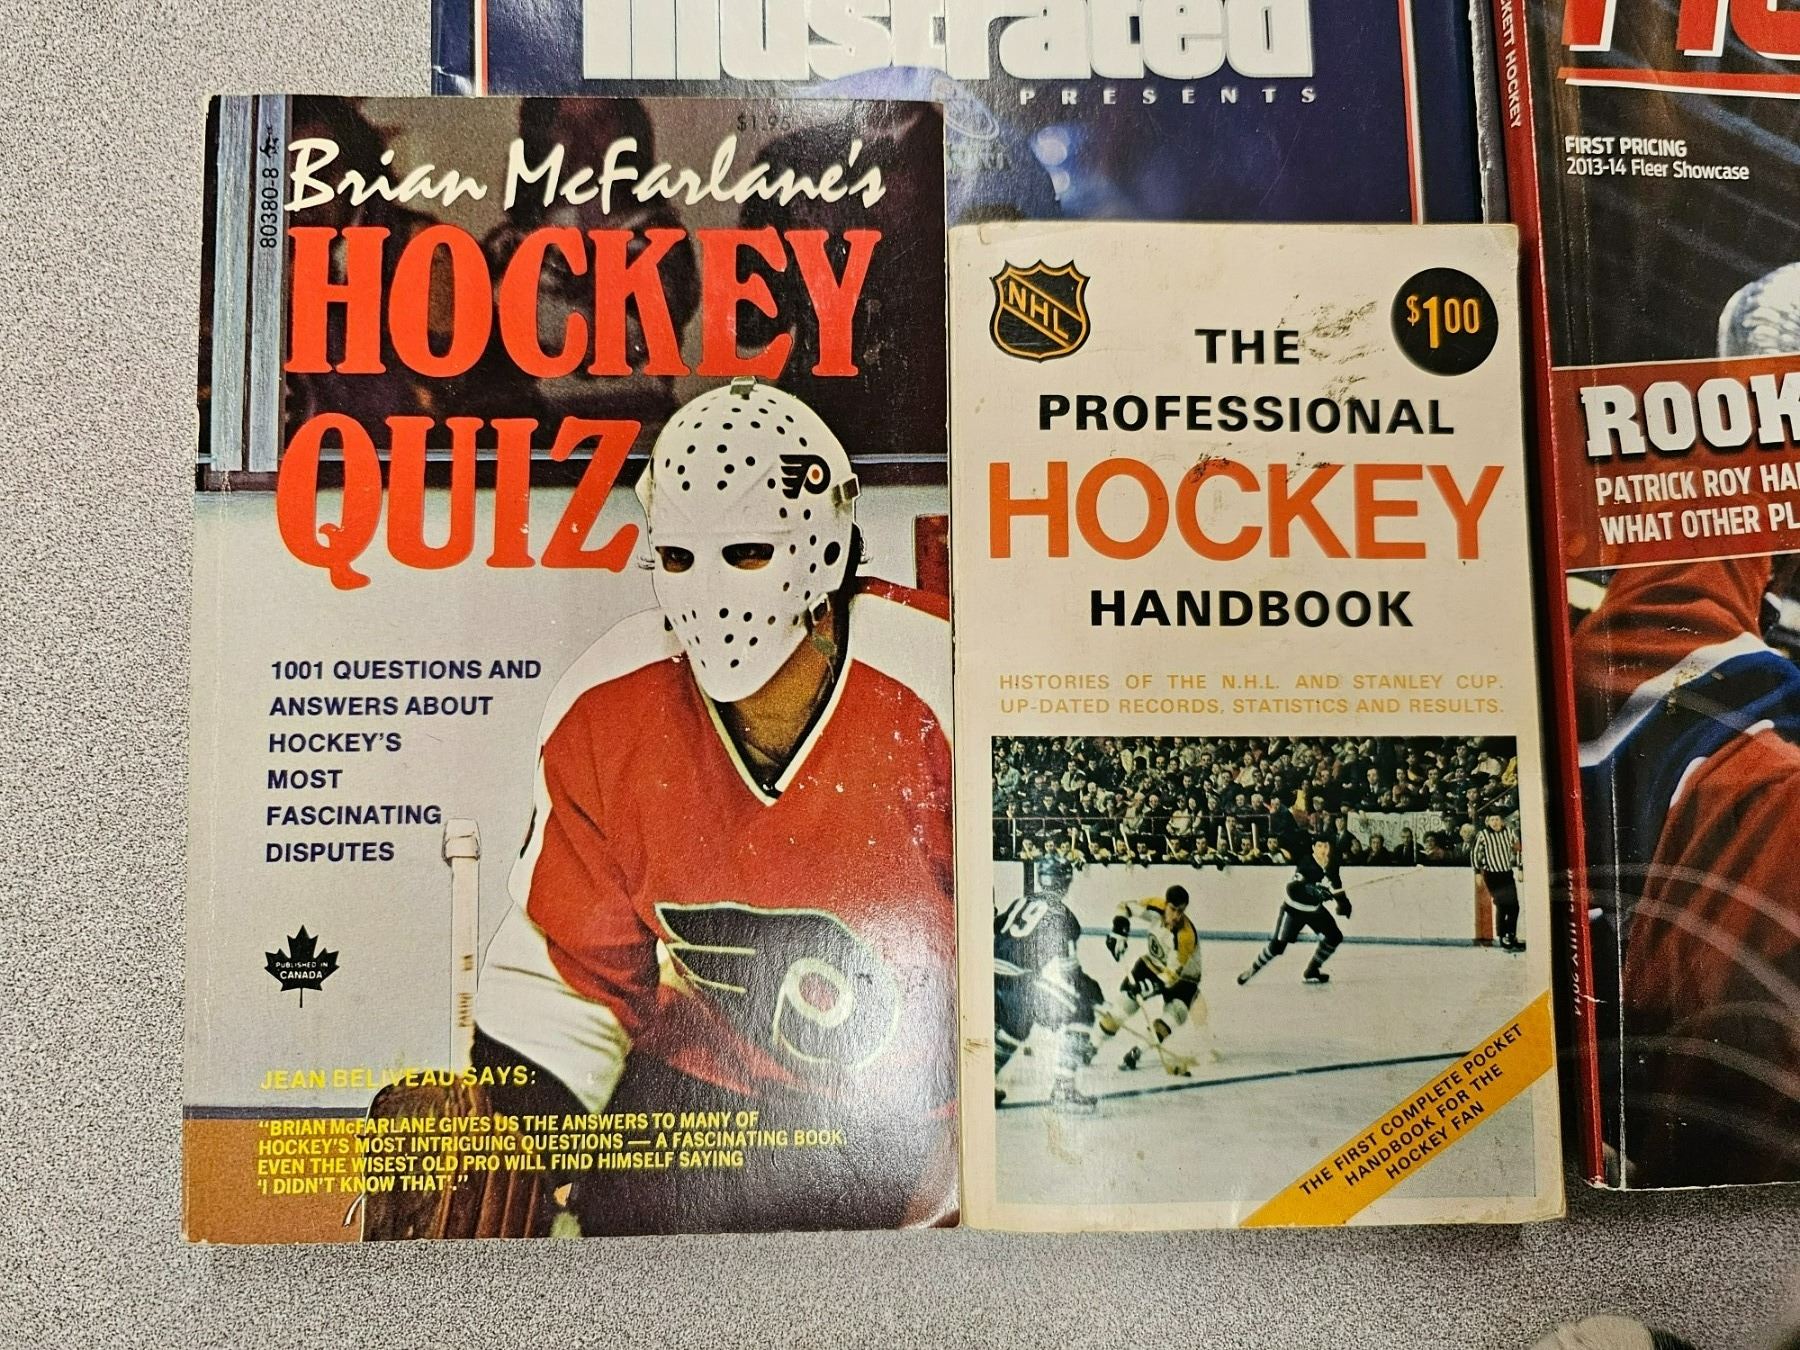 Illustrated
PRESENTS
CKETT HOCKEY
FIRST PRICING
2013-14 Fleer Showcase
ROOK
PATRICK ROY HA
WHAT OTHER PL
$1.95
80380-8
Brian McFarlane's
HOCKEY
QUIZ
1001 QUESTIONS AND
ANSWERS ABOUT
HOCKEY'S
MOST
FASCINATING
DISPUTES
PUBLISHED IN
CANADA
JEAN BELIVEAU SAYS:
"BRIAN McFARLANE GIVES US THE ANSWERS TO MANY OF
HOCKEY'S MOST INTRIGUING QUESTIONS — A FASCINATING BOOK.
EVEN THE WISEST OLD PRO WILL FIND HIMSELF SAYING
'I DIDN'T KNOW THAT'."
NHL
$1.00
THE
PROFESSIONAL
HOCKEY
HANDBOOK
HISTORIES OF THE N.H.L. AND STANLEY CUP.
UP-DATED RECORDS, STATISTICS AND RESULTS.
19
THE FIRST COMPLETE POCKET
HANDBOOK FOR THE
HOCKEY FAN